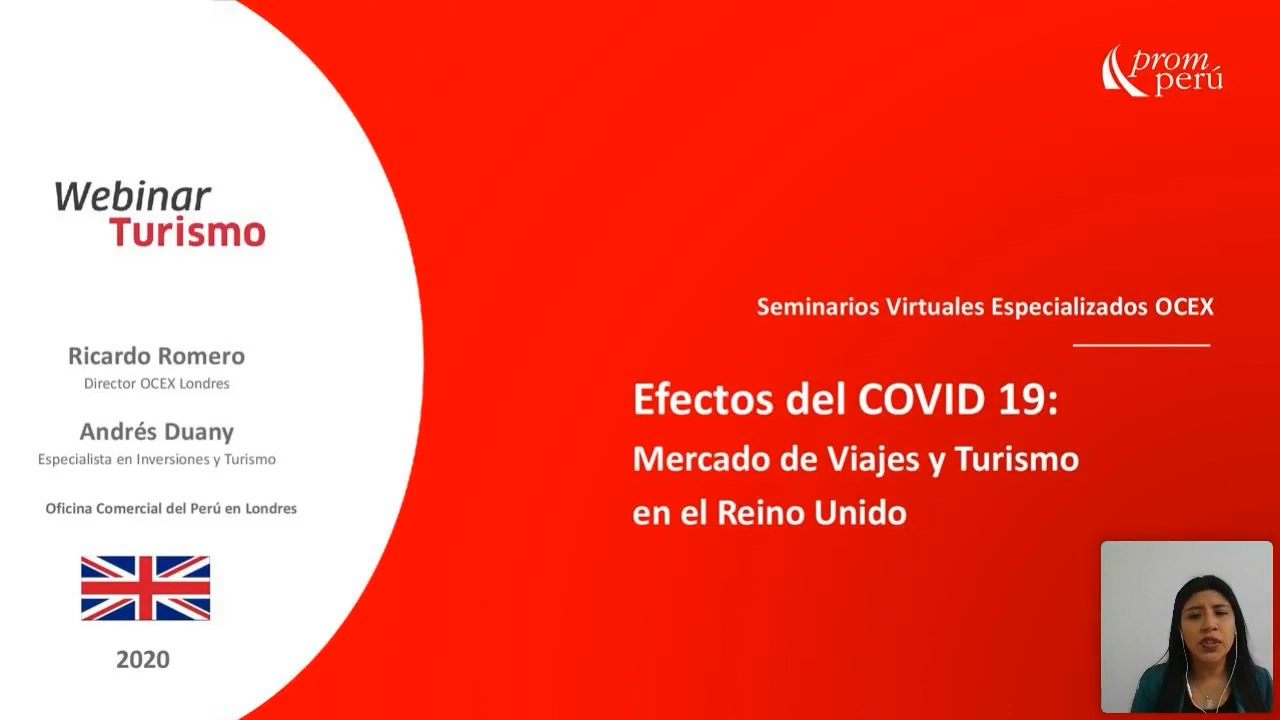 prom
perú
Webinar
Turismo
Ricardo Romero
Director OCEX Londres
Andrés Duany
Especialista en Inversiones y Turismo
Oficina Comercial del Perú en Londres
2020
Seminarios Virtuales Especializados OCEX
Efectos del COVID 19:
Mercado de Viajes y Turismo
en el Reino Unido